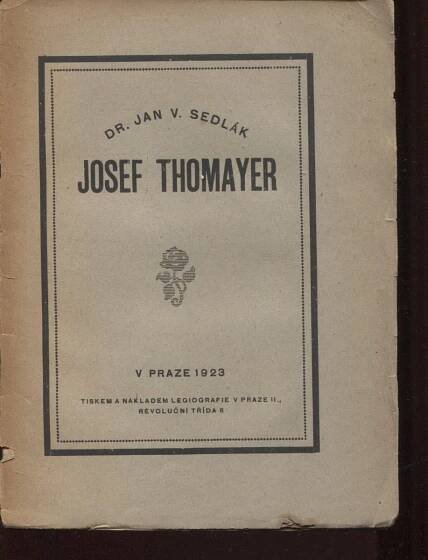 DR. JAN V. SEDLÁK
JOSEF THOMAYER
V PRAZE 1923
TISKEM A NÁKLADEM LEGIOGRAFIE V PRAZE II.,
REVOLUČNÍ TŘÍDA 8